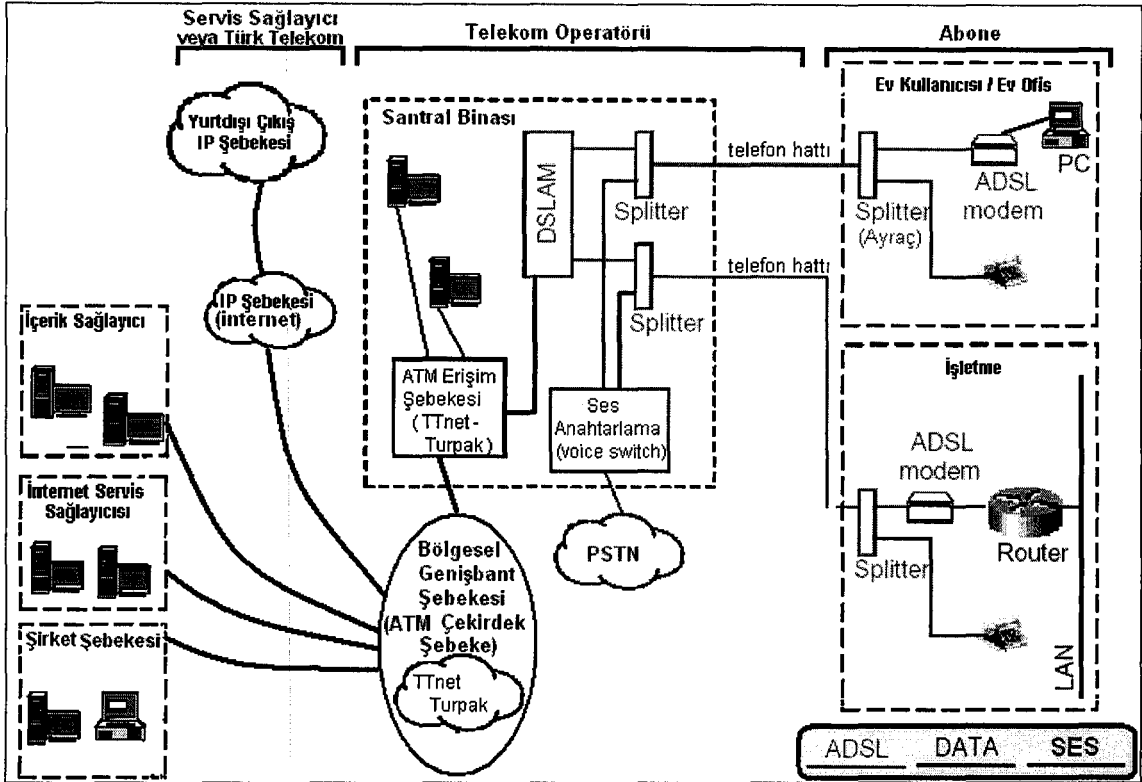 Servis Sağlayıcı
veya Türk Telekom
Telekom Operatörü
Abone
Yurtdışı Çıkış
IP Şebekesi
IP Şebekesi
(internet)
İçerik Sağlayıcı
İnternet Servis
Sağlayıcısı
Şirket Şebekesi
Santral Binası
DSLAM
Splitter
Splitter
ATM Erişim
Şebekesi
(TTnet-
Turpak)
Ses
Anahtarlama
(voice switch)
PSTN
Bölgesel
Genişbant
Şebekesi
(ATM Çekirdek
Şebeke)
TTnet
Turpak
telefon hattı
telefon hattı
Ev Kullanıcısı / Ev Ofis
PC
ADSL
modem
Splitter
(Ayraç)
İşletme
ADSL
modem
Router
Splitter
LAN
ADSL DATA SES